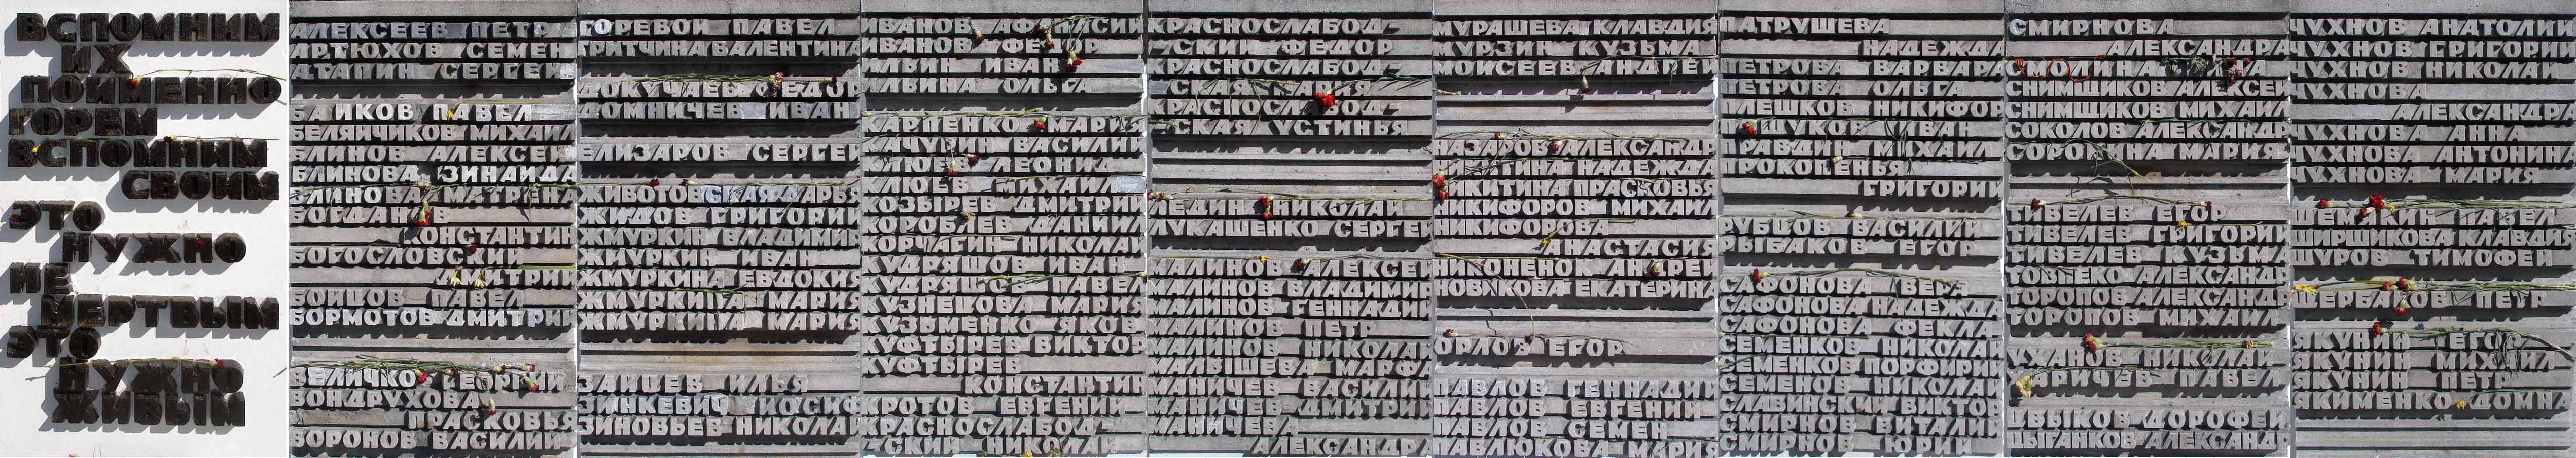 ВСПОМНИМ
ИХ
ПОИМЕННО
ГОРЕМ
ВСПОМНИМ
СВОИМ
ЭТО
НУЖНО
НЕ
МЕРТВЫМ
ЭТО
НУЖНО
ЖИВЫМ
АЛЕКСЕЕВ ПЕТР
АРТЮХОВ СЕМЕН
АТАПИН СЕРГЕЙ
БАЙКОВ ПАВЕЛ
БЕЛЯНЧИКОВ МИХАИЛ
БЛИНОВ АЛЕКСЕЙ
БЛИНОВА ЗИНАИДА
БЛИНОВА МАТРЕНА
БОГДАНОВ
КОНСТАНТИН
БОГОСЛОВСКИЙ
ДМИТРИЙ
БОЙЦОВ ПАВЕЛ
БОРМОТОВ ДМИТРИЙ
ВЕЛИЧКО ГЕОРГИЙ
ВОНДРУХОВА
ПРАСКОВЬЯ
ВОРОНОВ ВАСИЛИЙ
ГОРЕВОЙ ПАВЕЛ
ГРИТЧИНА ВАЛЕНТИНА
ДОКУЧАЕВ ФЕДОР
ДОМНИЧЕВ ИВАН
ЕЛИЗАРОВ СЕРГЕЙ
ЖИВОТОВСКАЯ ДАРЬЯ
ЖИДОВ ГРИГОРИЙ
ЖМУРКИН ВЛАДИМИР
ЖМУРКИН ИВАН
ЖМУРКИНА ЕВДОКИЯ
ЖМУРКИНА МАРИЯ
ЖМУРКИНА МАРИЯ
ЗАЙЦЕВ ИЛЬЯ
ЗИНКЕВИЧ ИОСИФ
ЗИНОВЬЕВ НИКОЛАЙ
ИВАНОВ АФАНАСИЙ
ИВАНОВ ФЕДОР
ИЛЬИН ИВАН
ИЛЬИНА ОЛЬГА
КАРПЕНКО МАРИЯ
КАЧУРИН ВАСИЛИЙ
КЛЮЕВ ЛЕОНИД
КЛЮЕВ МИХАИЛ
КОЗЫРЕВ ДМИТРИЙ
КОРОБЦЕВ ДАНИИЛ
КОРЧАГИН НИКОЛАЙ
КУДРЯШОВ ИВАН
КУДРЯШОВ ПАВЕЛ
КУЗНЕЦОВА МАРИЯ
КУЗЬМЕНКО ЯКОВ
КУФТЫРЕВ ВИКТОР
КУФТЫРЕВ
КОНСТАНТИН
КРОТОВ ЕВГЕНИЙ
КРАСНОСЛАБОД-
-СКИЙ НИКОЛАЙ
КРАСНОСЛАБОД-
-СКИЙ ФЕДОР
КРАСНОСЛАБОД-
-СКАЯ
КРАСНОСЛАБОД-
-СКАЯ УСТИНЬЯ
ЛЕДИН НИКОЛАЙ
ЛУКАШЕНКО СЕРГЕЙ
МАЛИНОВ АЛЕКСЕЙ
МАЛИНОВ ВЛАДИМИР
МАЛИНОВ ГЕННАДИЙ
МАЛИНОВ ПЕТР
МАЛИНОВ НИКОЛАЙ
МАЛЫШЕВА МАРФА
МАНИЧЕВ ВАСИЛИЙ
МАНИЧЕВ ДМИТРИЙ
МАНИЧЕВА
АЛЕКСАНДРА
МУРАШЕВА КЛАВДИЯ
МУРЗИН КУЗЬМА
МОИСЕЕВ АНДРЕЙ
НАЗАРОВ АЛЕКСАНДР
НИКИТИНА НАДЕЖДА
НИКИТИНА ПРАСКОВЬЯ
НИКИФОРОВ МИХАИЛ
НИКИФОРОВА
АНАСТАСИЯ
НИКОНЕНОК АНДРЕЙ
НОВИКОВА ЕКАТЕРИНА
ОРЛОВ ЕГОР
ПАВЛОВ ГЕННАДИЙ
ПАВЛОВ ЕВГЕНИЙ
ПАВЛОВ СЕМЕН
ПАВЛЮКОВА МАРИЯ
ПАТРУШЕВА
НАДЕЖДА
ПЕТРОВА ВАРВАРА
ПЕТРОВА ОЛЬГА
ПЛЕШКОВ НИКИФОР
ИВАН
ПРАВДИН МИХАИЛ
ПРОКОПЕНЬЯ
ГРИГОРИЙ
РУБЦОВ ВАСИЛИЙ
РЫБАКОВ ЕГОР
САФОНОВА ВЕРА
САФОНОВА НАДЕЖДА
САФОНОВА ФЕКЛА
СЕМЕНКОВ НИКОЛАЙ
СЕМЕНКОВ ПОРФИРИЙ
СЕМЕНОВ НИКОЛАЙ
СЛАВИНСКИЙ ВИКТОР
СМИРНОВ ВИТАЛИЙ
СМИРНОВ ЮРИЙ
СМИРНОВА
АЛЕКСАНДРА
СНИМЩИКОВ АЛЕКСЕЙ
СНИМЩИКОВ МИХАИЛ
СОКОЛОВ АЛЕКСАНДР
СОРОКИНА МАРИЯ
ТИВЕЛЕВ ЕГОР
ТИВЕЛЕВ ГРИГОРИЙ
ТИВЕЛЕВ КУЗЬМА
АЛЕКСАНДР
ТОРОПОВ АЛЕКСАНДР
ТОРОПОВ МИХАИЛ
УХАНОВ НИКОЛАЙ
ПАВЕЛ
ЦВЫКОВ ДОРОФЕЙ
ЦЫГАНКОВ АЛЕКСАНДР
ЧУХНОВ АНАТОЛИЙ
ЧУХНОВ ГРИГОРИЙ
ЧУХНОВ НИКОЛАЙ
ЧУХНОВА
АЛЕКСАНДРА
ЧУХНОВА АННА
ЧУХНОВА АНТОНИНА
ЧУХНОВА МАРИЯ
ШЕМЯКИН ПАВЕЛ
ШИРШИКОВА КЛАВДИЯ
ШУРОВ ТИМОФЕЙ
ЩЕРБАКОВ ПЕТР
ЯКУНИН ЕГОР
ЯКУНИН МИХАИЛ
ЯКУНИН ПЕТР
ЯКИМЕНКО ДОМНА